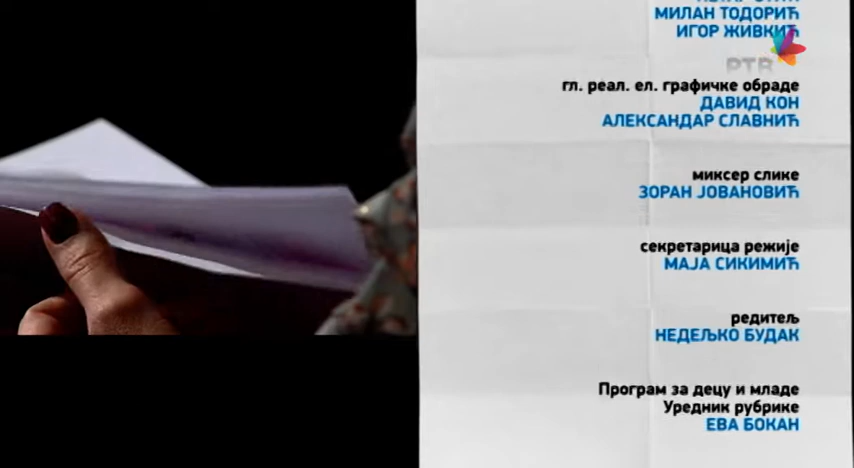 МИЛАН ТОДОРИЋ
ИГОР ЖИВКИЋ
РТВ
гл. реал. ел. графичке обраде
ДАВИД КОН
АЛЕКСАНДАР СЛАВНИЋ
миксер слике
ЗОРАН ЈОВАНОВИЋ
секретарица режије
МАЈА СИКИМИЋ
редитељ
НЕДЕЉКО БУДАК
Програм за децу и младе
Уредник рубрике
ЕВА БОКАН